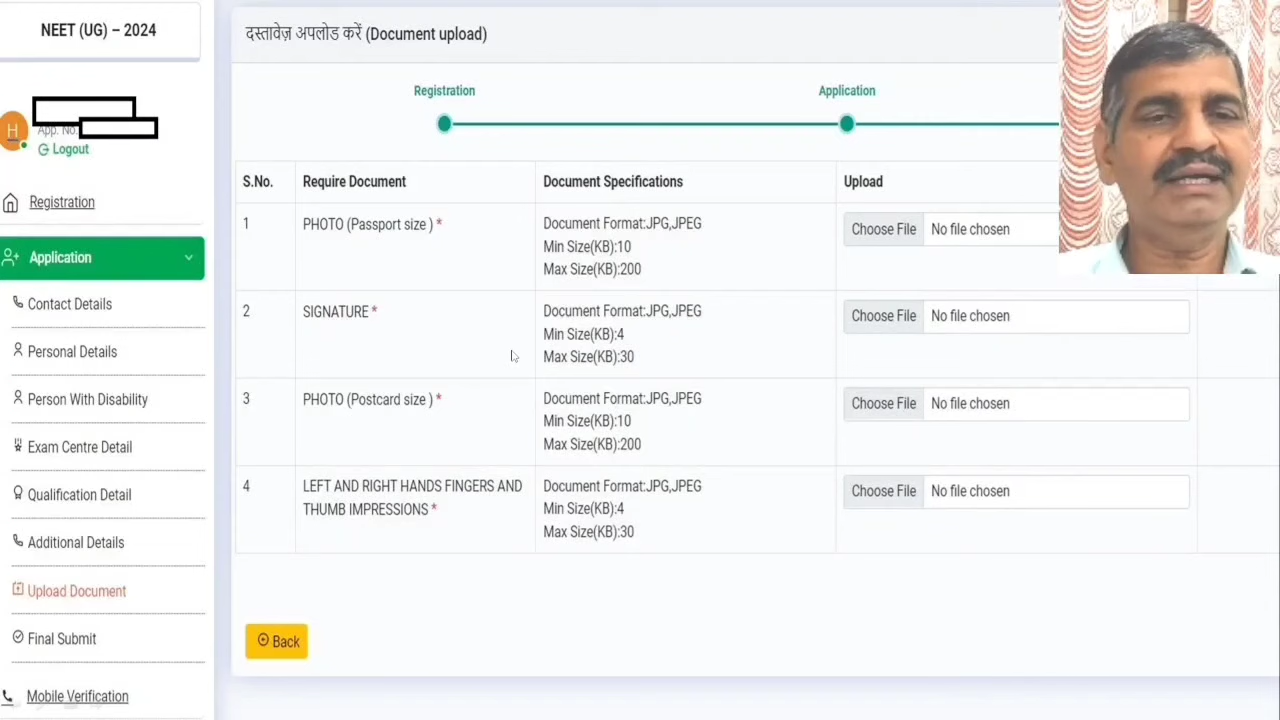 NEET (UG) – 2024
H
App. No.
Logout
Registration
Application
Contact Details
Personal Details
Person With Disability
Exam Centre Detail
Qualification Detail
Additional Details
Upload Document
Final Submit
Mobile Verification
दस्तावेज़ अपलोड करें (Document upload)
Registration Application
S.No. Require Document Document Specifications Upload
1 PHOTO (Passport size ) * Document Format:JPG,JPEG Choose File No file chosen
Min Size(KB):10
Max Size(KB):200
2 SIGNATURE * Document Format:JPG,JPEG Choose File No file chosen
Min Size(KB):4
Max Size(KB):30
3 PHOTO (Postcard size ) * Document Format:JPG,JPEG Choose File No file chosen
Min Size(KB):10
Max Size(KB):200
4 LEFT AND RIGHT HANDS FINGERS AND Document Format:JPG,JPEG Choose File No file chosen
THUMB IMPRESSIONS * Min Size(KB):4
Max Size(KB):30
Back